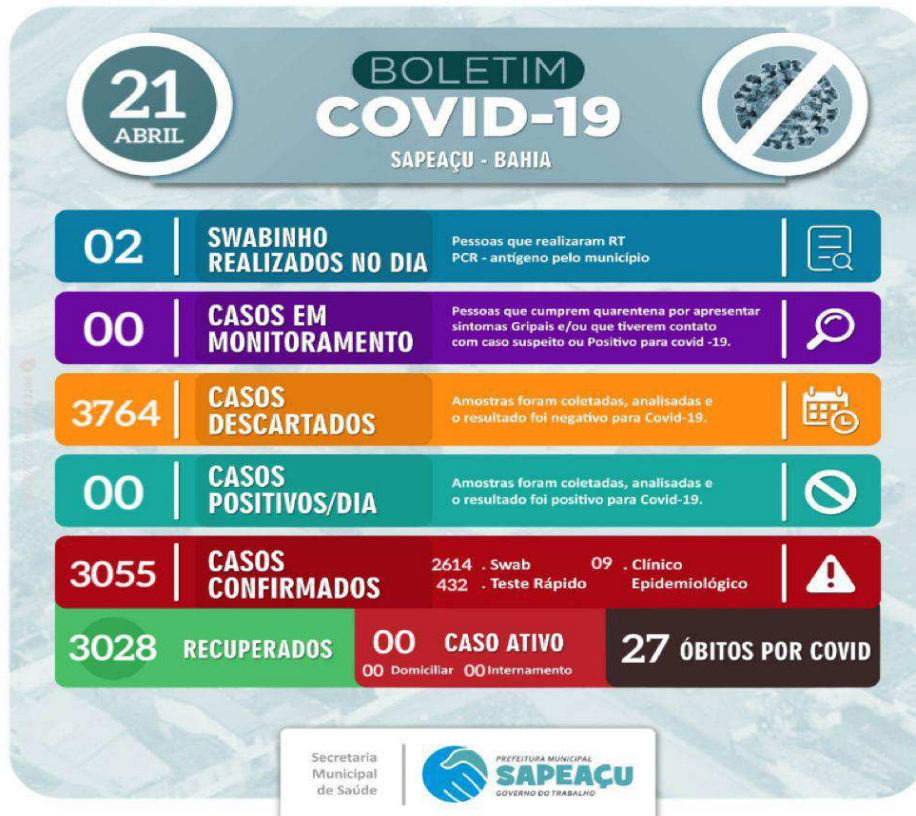 21
ABRIL
BOLETIM
COVID-19
SAPEAÇU - BAHIA
02
SWABINHO
REALIZADOS NO DIA
Pessoas que realizaram RT
PCR - antígeno pelo município
00
CASOS EM
MONITORAMENTO
Pessoas que cumprem quarentena por apresentar
sintomas Gripais e/ou que tiverem contato
com caso suspeito ou Positivo para covid -19.
3764
CASOS
DESCARTADOS
Amostras foram coletadas, analisadas e
o resultado foi negativo para Covid-19.
00
CASOS
POSITIVOS/DIA
Amostras foram coletadas, analisadas e
o resultado foi positivo para Covid-19.
3055
CASOS
CONFIRMADOS
2614 . Swab
432 . Teste Rápido
09 . Clínico
Epidemiológico
3028 RECUPERADOS
00 CASO ATIVO
00 Domiciliar 00 Internamento
27 ÓBITOS POR COVID
Secretaria
Municipal
de Saúde
PREFEITURA MUNICIPAL
SAPEAÇU
GOVERNO DO TRABALHO